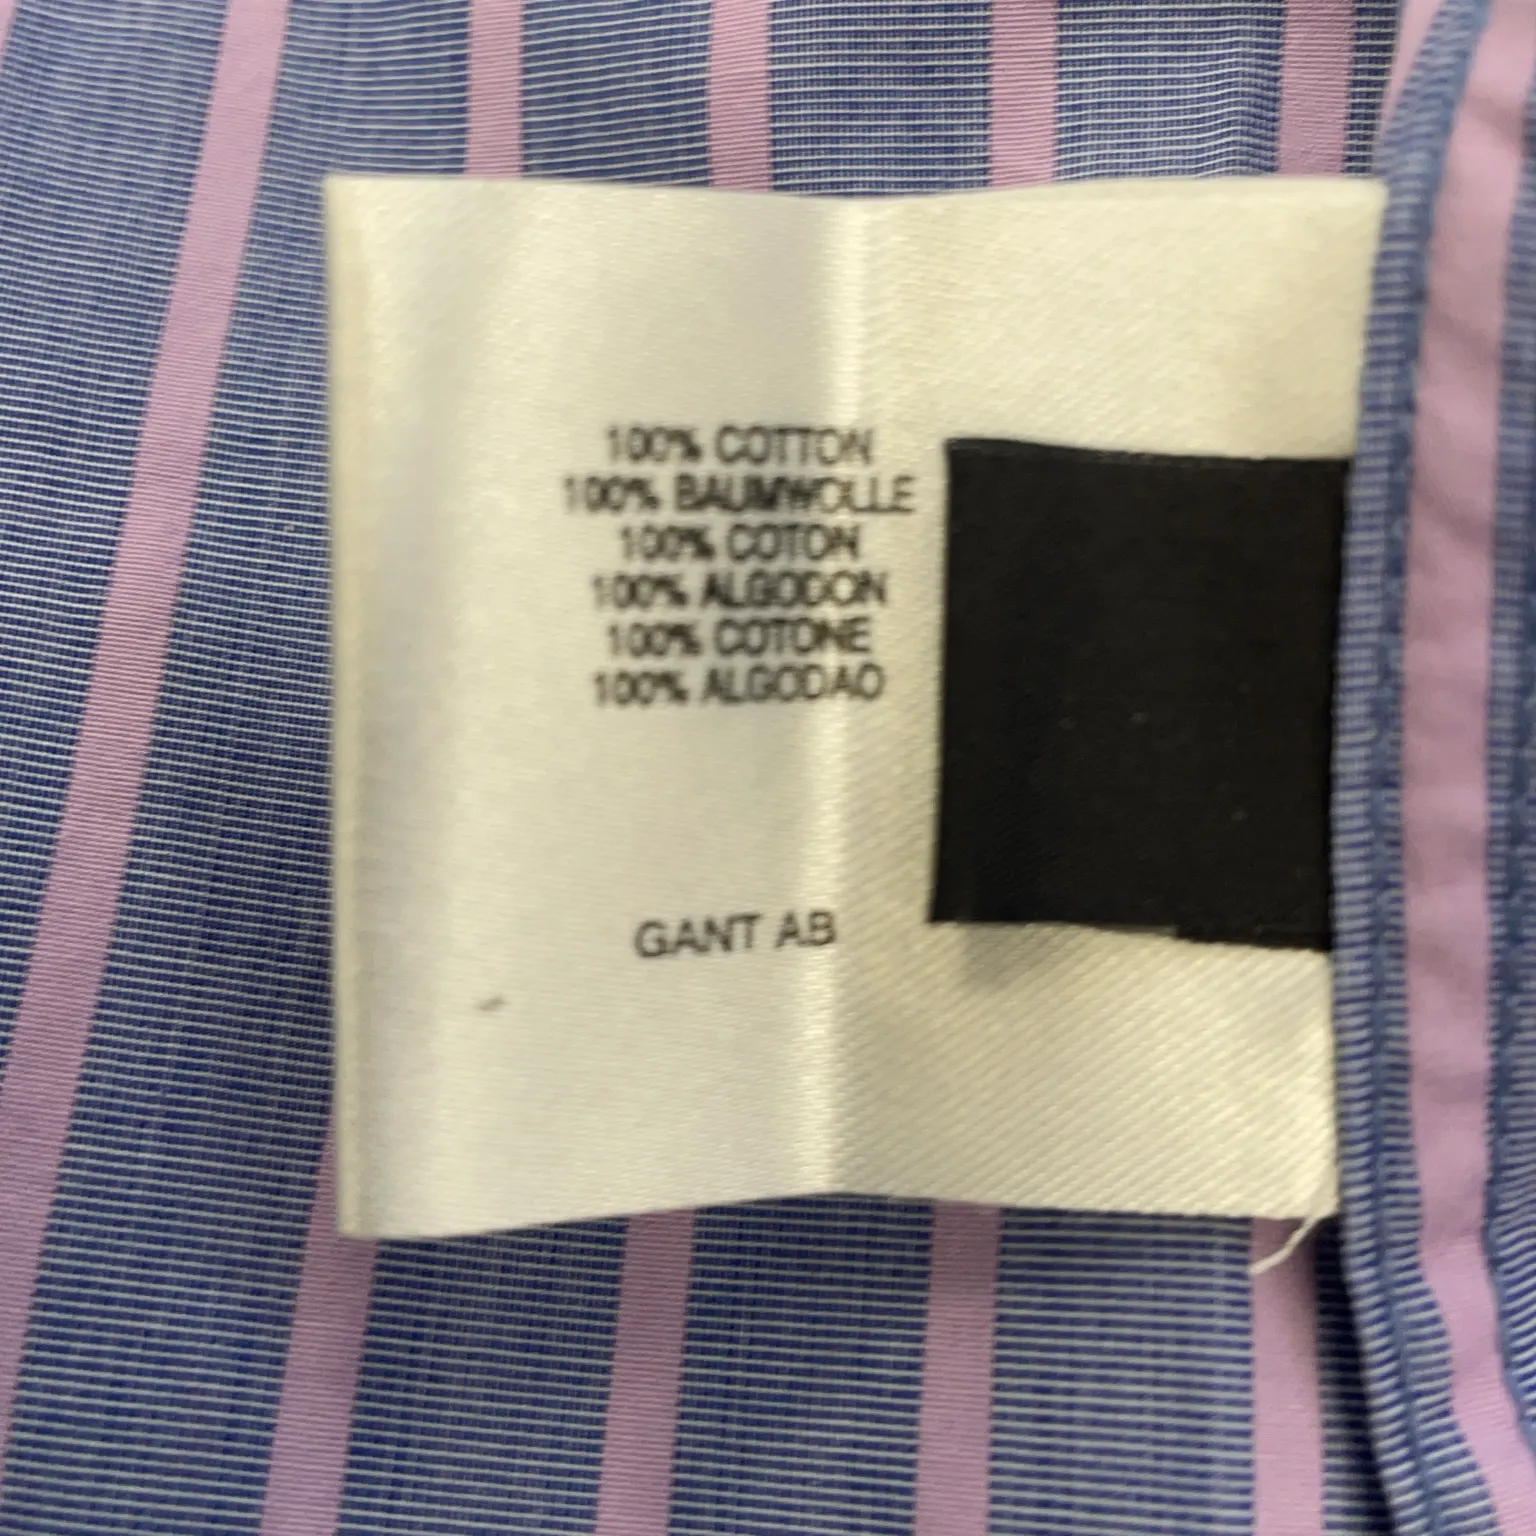 100% COTTON
100% BAUMWOLLE
100% COTON
100% ALGODON
100% COTONE
100% ALGODAO
GANT AB